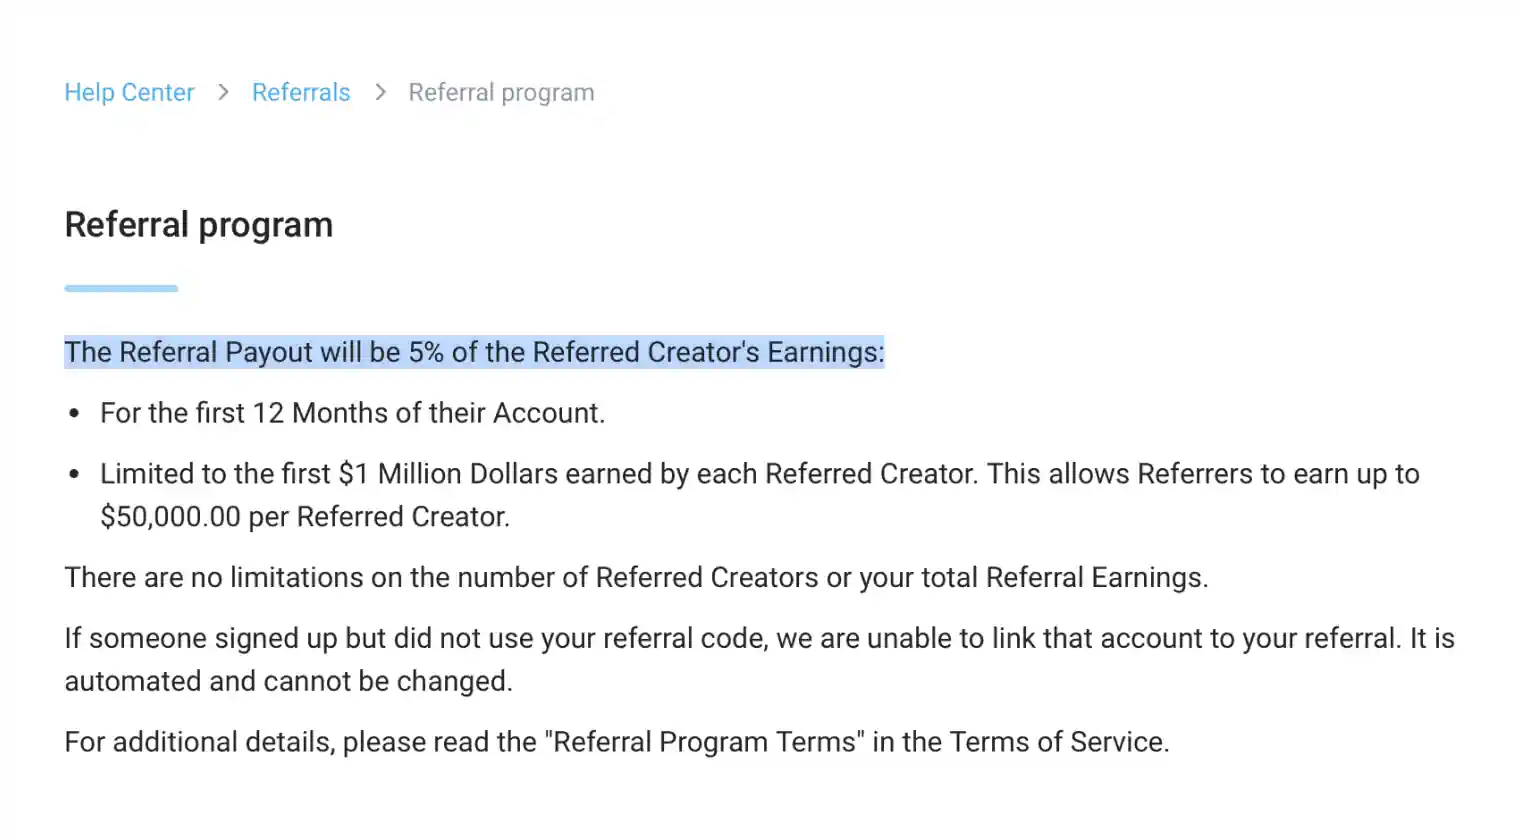 Help Center > Referrals > Referral program
Referral program
The Referral Payout will be 5% of the Referred Creator's Earnings:
• For the first 12 Months of their Account.
• Limited to the first $1 Million Dollars earned by each Referred Creator. This allows Referrers to earn up to
$50,000.00 per Referred Creator.
There are no limitations on the number of Referred Creators or your total Referral Earnings.
If someone signed up but did not use your referral code, we are unable to link that account to your referral. It is
automated and cannot be changed.
For additional details, please read the "Referral Program Terms" in the Terms of Service.